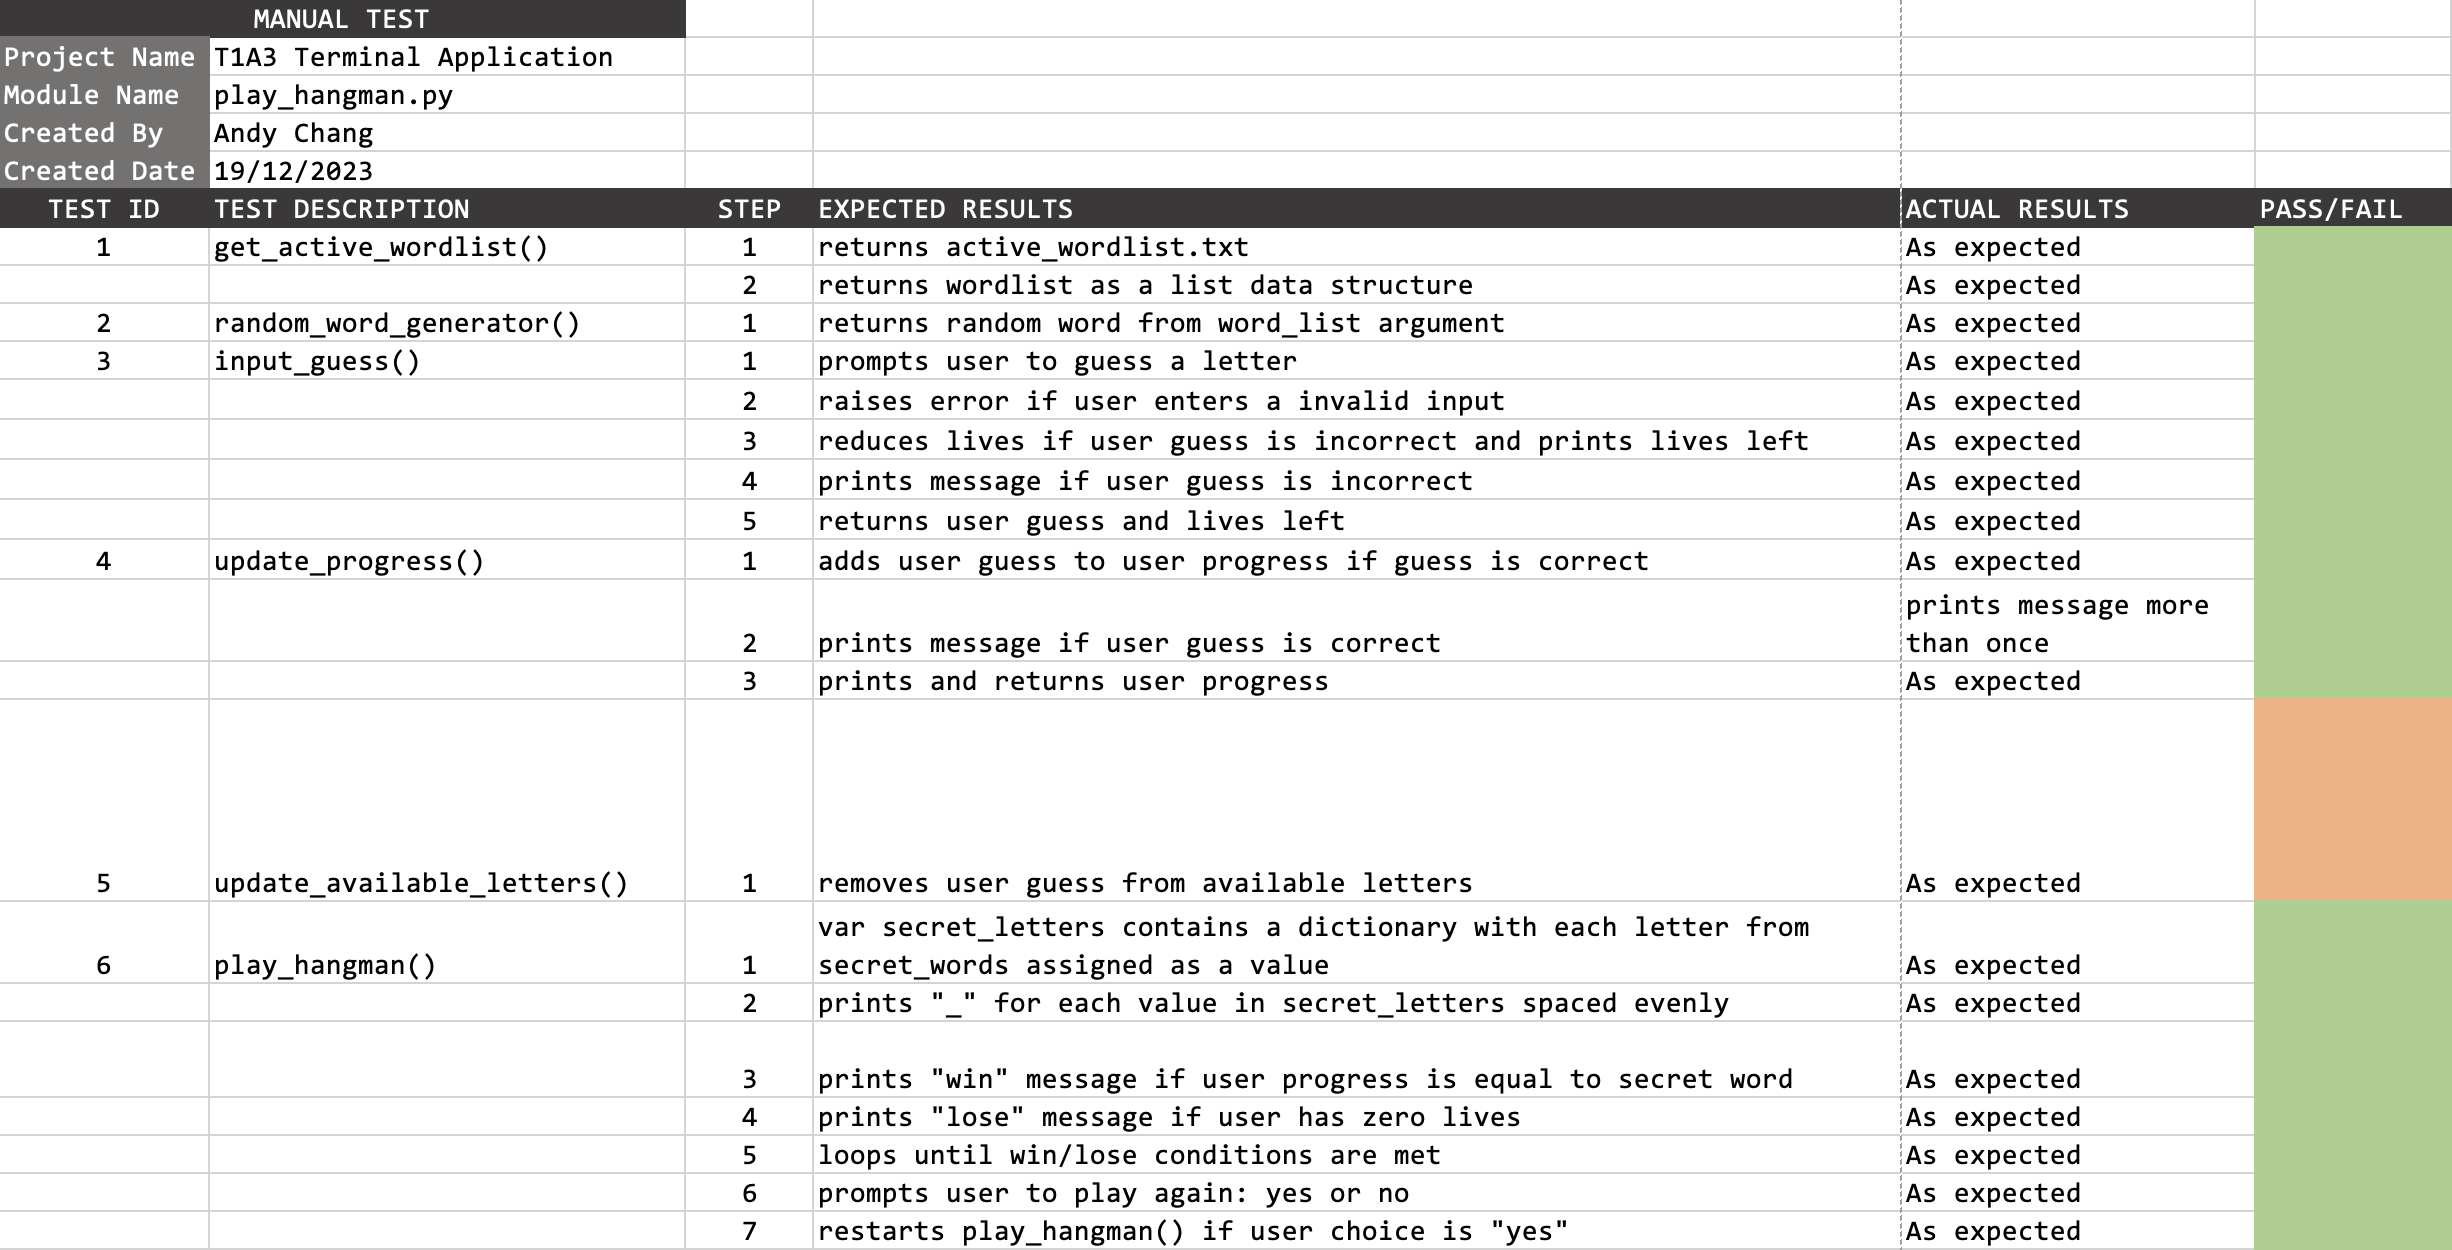 MANUAL TEST
Project Name T1A3 Terminal Application
Module Name play_hangman.py
Created By Andy Chang
Created Date 19/12/2023
TEST ID TEST DESCRIPTION STEP EXPECTED RESULTS ACTUAL RESULTS PASS/FAIL
1 get_active_wordlist() 1 returns active_wordlist.txt As expected
2 returns wordlist as a list data structure As expected
2 random_word_generator() 1 returns random word from word_list argument As expected
3 input_guess() 1 prompts user to guess a letter As expected
2 raises error if user enters a invalid input As expected
3 reduces lives if user guess is incorrect and prints lives left As expected
4 prints message if user guess is incorrect As expected
5 returns user guess and lives left As expected
4 update_progress() 1 adds user guess to user progress if guess is correct As expected
prints message more
2 prints message if user guess is correct than once
3 prints and returns user progress As expected
5 update_available_letters() 1 removes user guess from available letters As expected
var secret_letters contains a dictionary with each letter from
6 play_hangman() 1 secret_words assigned as a value As expected
2 prints "_" for each value in secret_letters spaced evenly As expected
3 prints "win" message if user progress is equal to secret word As expected
4 prints "lose" message if user has zero lives As expected
5 loops until win/lose conditions are met As expected
6 prompts user to play again: yes or no As expected
7 restarts play_hangman() if user choice is "yes" As expected